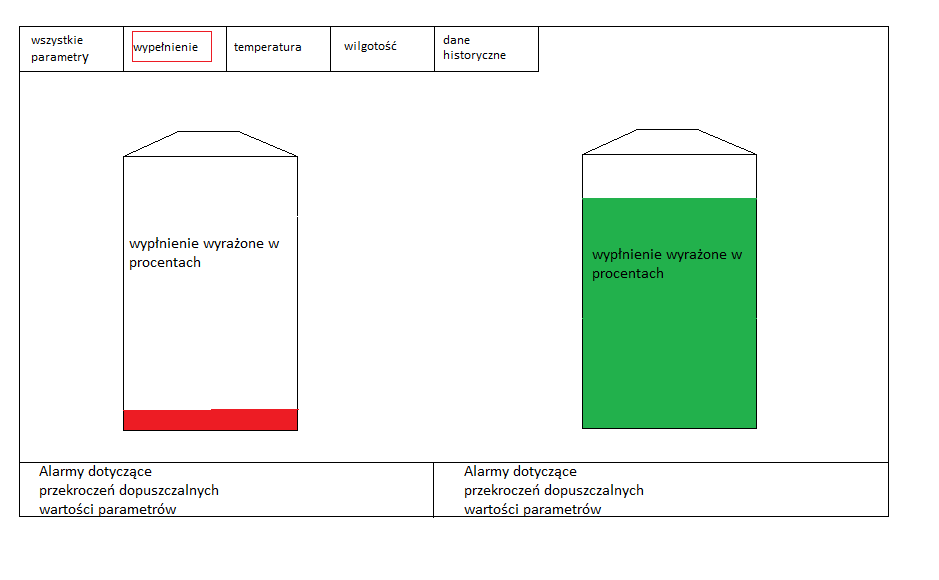 wszystkie
parametry
wypełnienie
temperatura
wilgotość
dane
historyczne
wypłnienie wyrażone w
procentach
wypłnienie wyrażone w
procentach
Alarmy dotyczące
przekroczeń dopuszczalnych
wartości parametrów
Alarmy dotyczące
przekroczeń dopuszczalnych
wartości parametrów